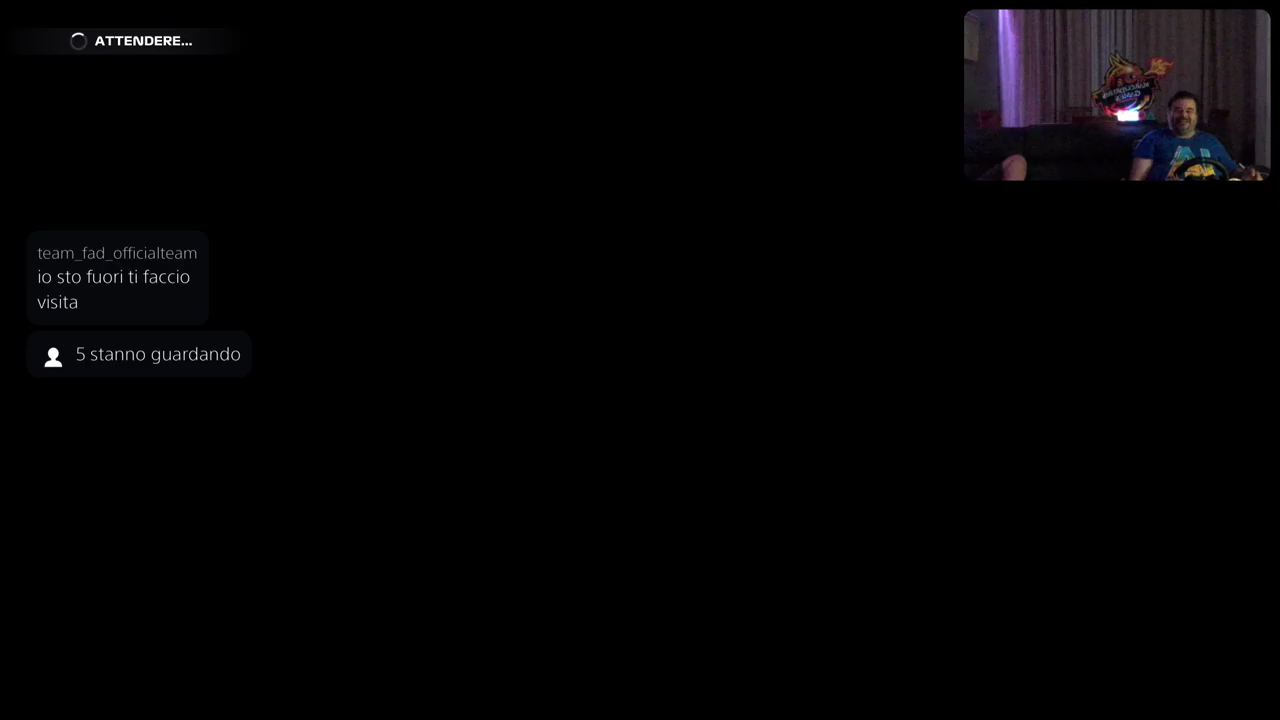 ATTENDERE...
team_fad_officialteam
io sto fuori ti faccio
visita
5 stanno guardando